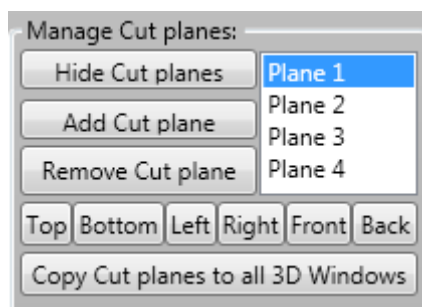 Manage Cut planes:
Hide Cut planes
Add Cut plane
Remove Cut plane
Plane 1
Plane 2
Plane 3
Plane 4
Top Bottom Left Right Front Back
Copy Cut planes to all 3D Windows